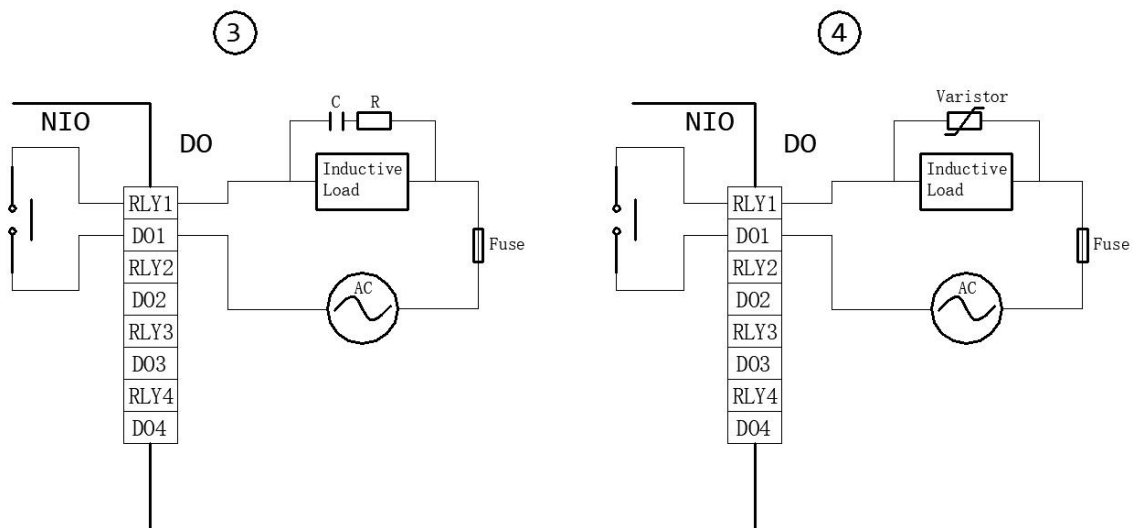 3
4
C R
Varistor
NIO
DO
NIO
DO
Inductive
Load
Inductive
Load
RLY1
DO1
RLY2
DO2
RLY3
DO3
RLY4
DO4
Fuse
AC
RLY1
DO1
RLY2
DO2
RLY3
DO3
RLY4
DO4
Fuse
AC